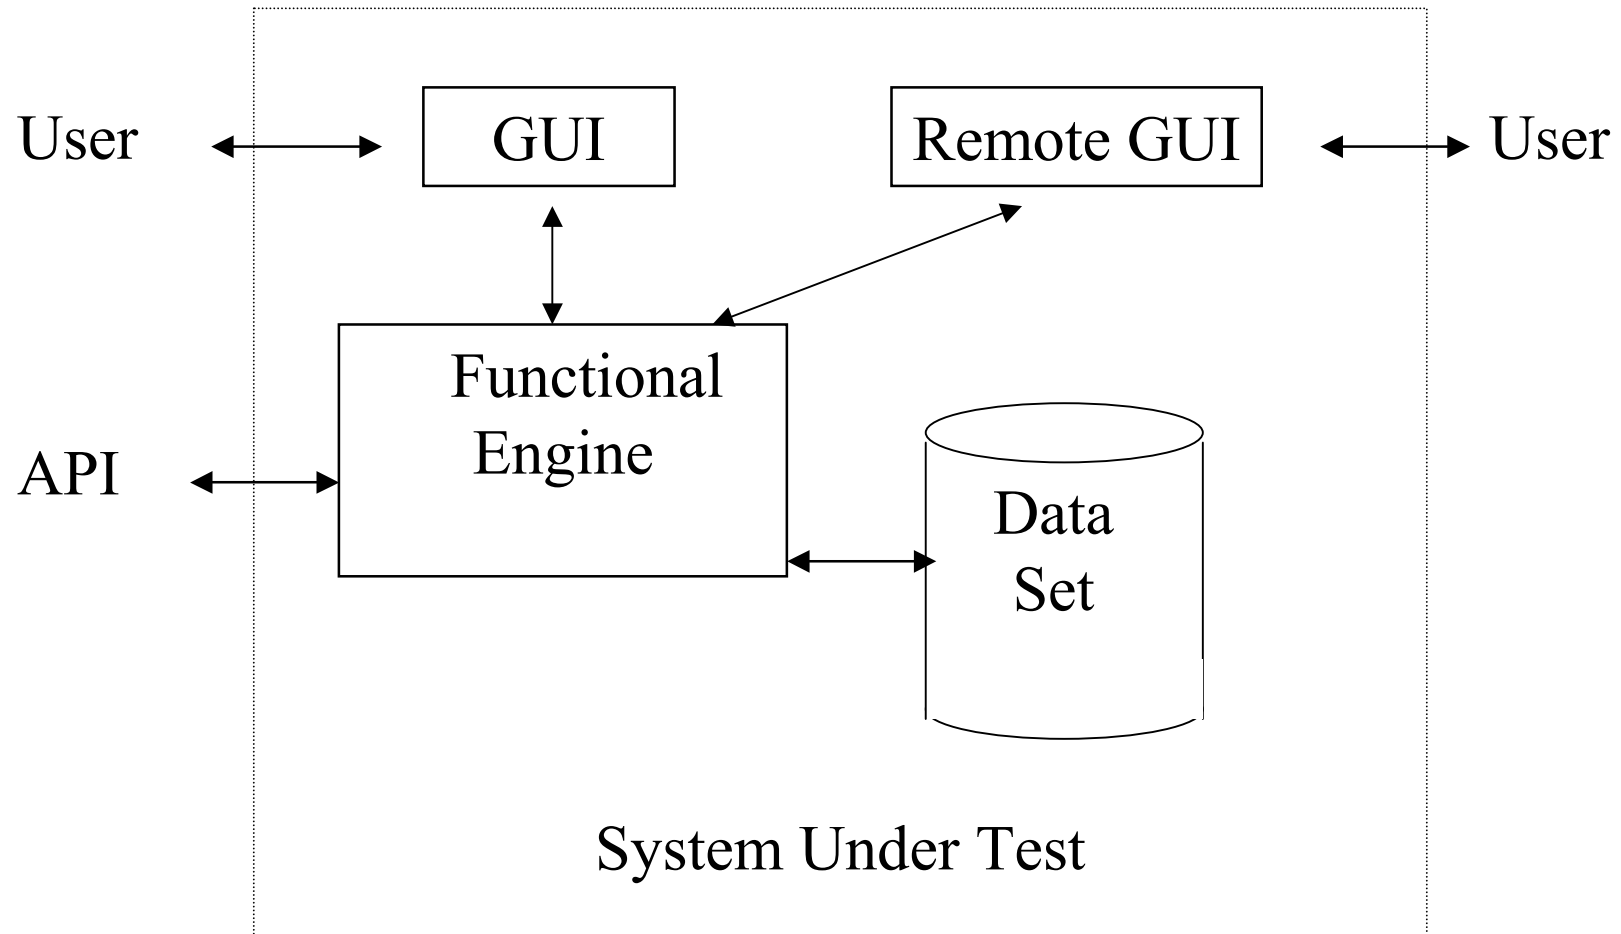 User
GUI
Remote GUI
User
Functional
Engine
API
Data
Set
System Under Test